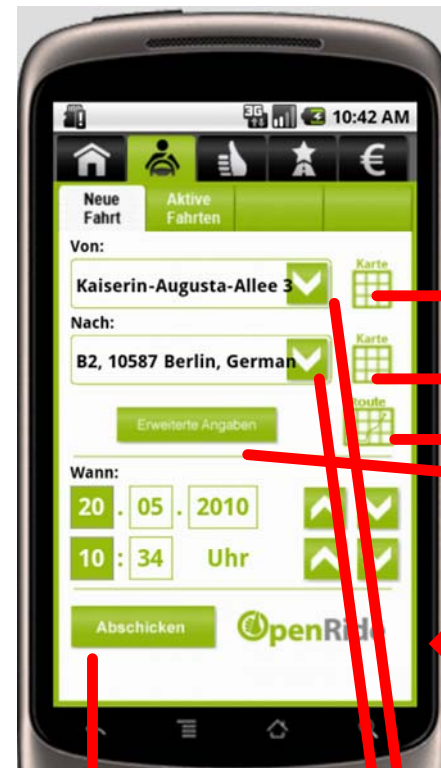 3G 10:42 AM
€
Neue Fahrt
Aktive Fahrten
Von:
Kaiserin-Augusta-Allee 3
Karte
Nach:
B2, 10587 Berlin, German
Karte
Route
Erweiterte Angaben
Wann:
20 . 05 . 2010
10 : 34 Uhr
Abschicken
OpenRide